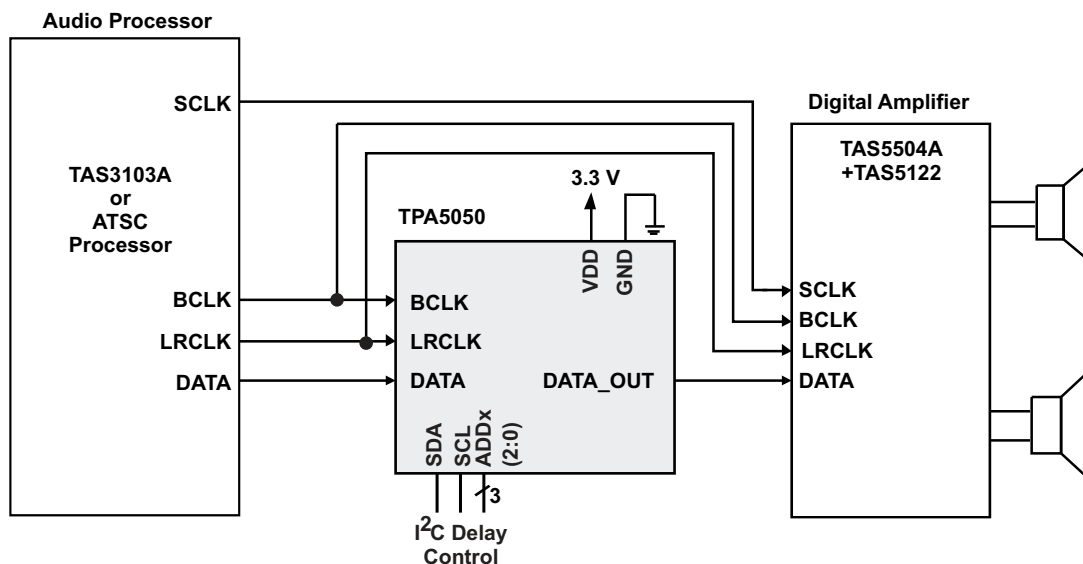 Audio Processor
SCLK
TAS3103A
or
ATSC
Processor
BCLK
LRCLK
DATA
TPA5050
3.3 V
VDD
GND
BCLK
LRCLK
DATA
DATA_OUT
SDA
SCL
ADDx
(2:0)
3
I²C Delay
Control
Digital Amplifier
TAS5504A
+TAS5122
SCLK
BCLK
LRCLK
DATA